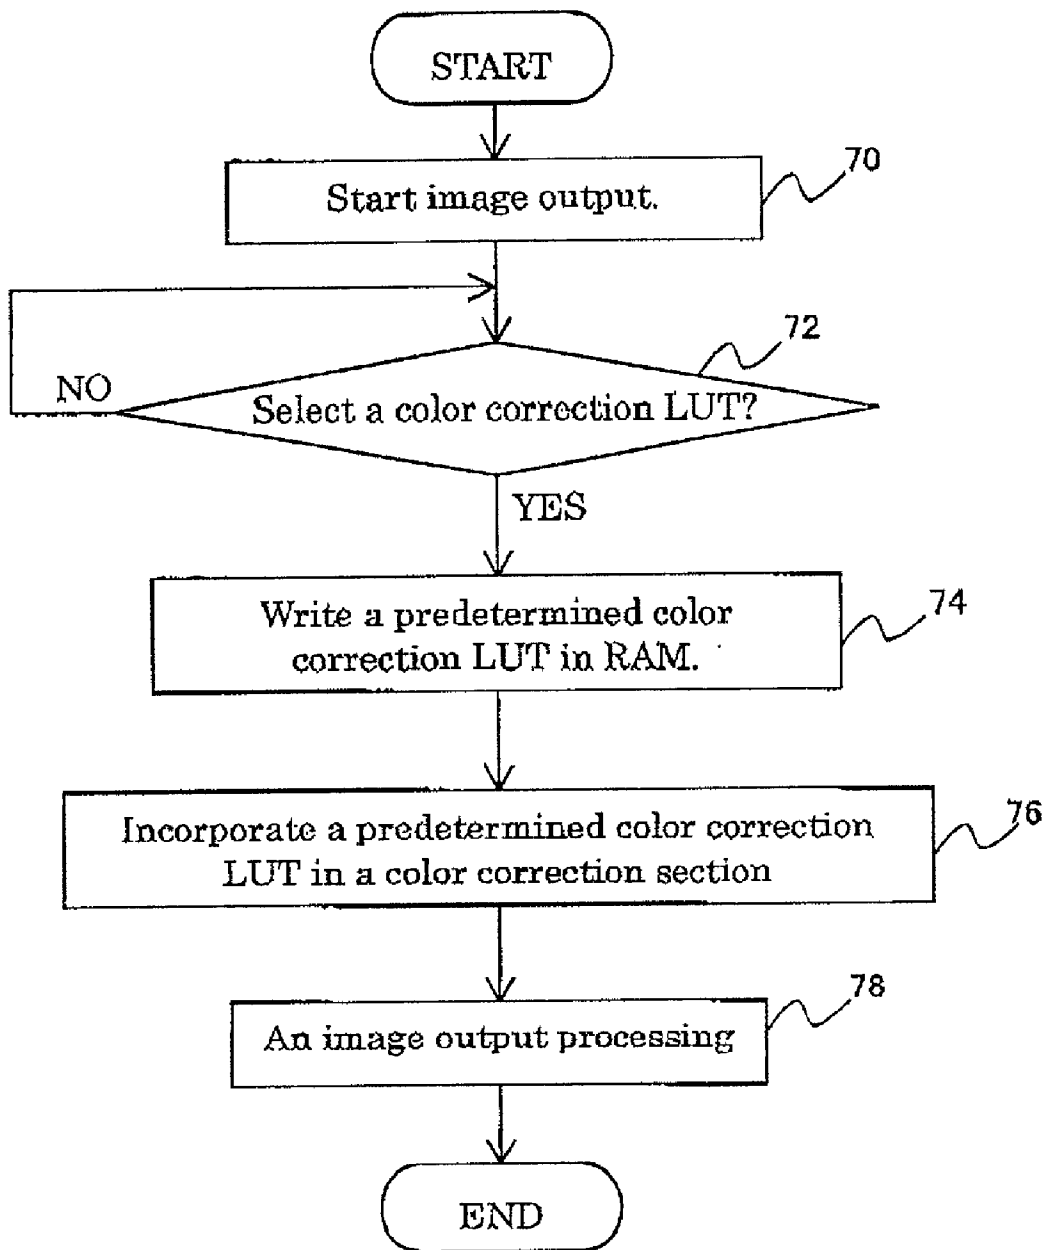 START
Start image output.
70
72
NO
Select a color correction LUT?
YES
Write a predetermined color
correction LUT in RAM.
74
Incorporate a predetermined color correction
LUT in a color correction section
76
An image output processing
78
END